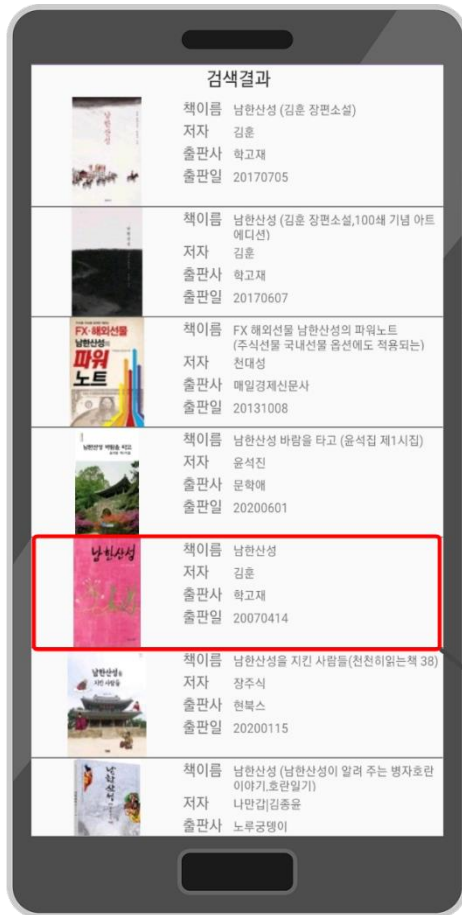 검색결과
책이름 남한산성 (김훈 장편소설)
저자 김훈
출판사 학고재
출판일 20170705
남한산성
책이름 남한산성 (김훈 장편소설,100쇄 기념 아트
에디션)
저자 김훈
출판사 학고재
출판일 20170607
FX·해외선물
남한산성의
파워
노트
책이름 FX 해외선물 남한산성의 파워노트
(주식선물 국내선물 옵션에도 적용되는)
저자 천대성
출판사 매일경제신문사
출판일 20131008
남한산성 바람을 타고
책이름 남한산성 바람을 타고 (윤석집 제1시집)
저자 윤석진
출판사 문학애
출판일 20200601
남한산성
책이름 남한산성
저자 김훈
출판사 학고재
출판일 20070414
남한산성을
지킨 사람들
책이름 남한산성을 지킨 사람들(천천히읽는책 38)
저자 장주식
출판사 현북스
출판일 20200115
남한산성
책이름 남한산성 (남한산성이 알려 주는 병자호란
이야기,호란일기)
저자 나만갑|김종윤
출판사 노루궁뎅이